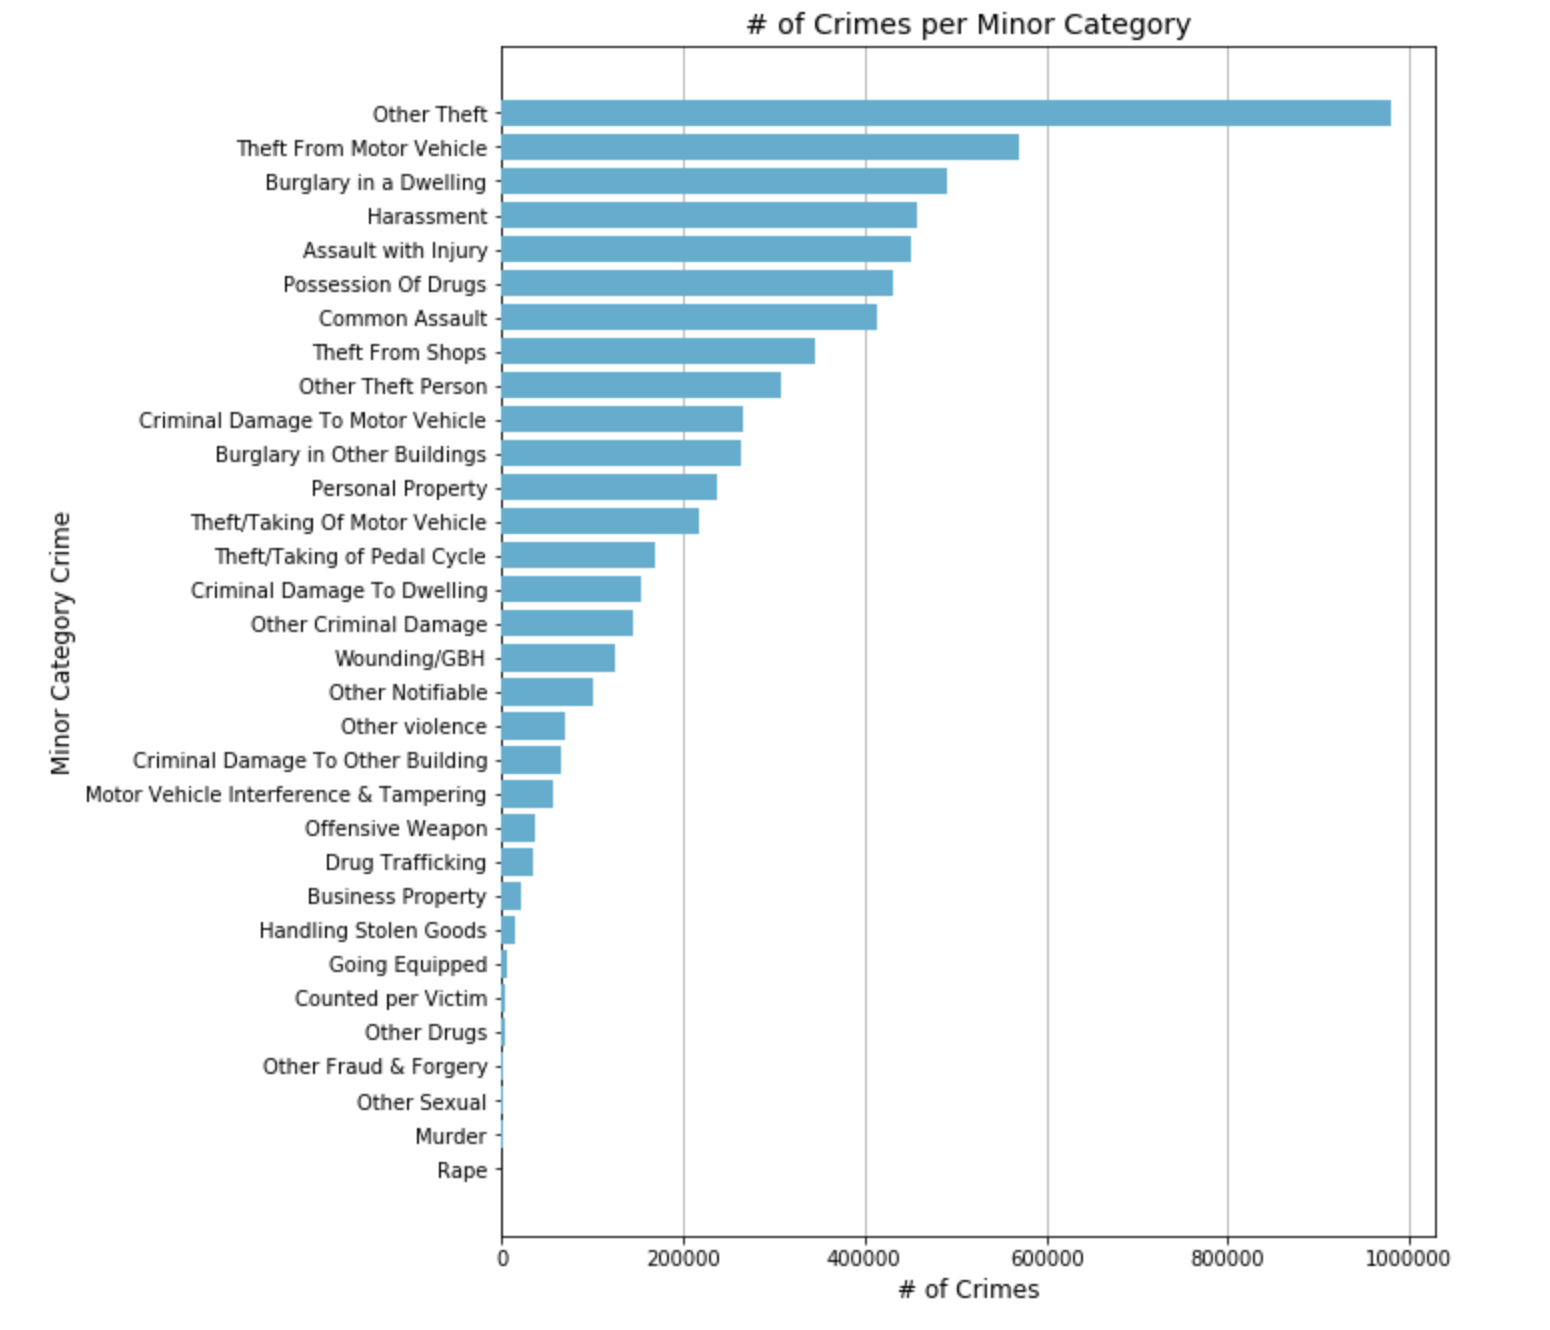 # of Crimes per Minor Category
Other Theft
Theft From Motor Vehicle
Burglary in a Dwelling
Harassment
Assault with Injury
Possession Of Drugs
Common Assault
Theft From Shops
Other Theft Person
Criminal Damage To Motor Vehicle
Burglary in Other Buildings
Personal Property
Theft/Taking Of Motor Vehicle
Theft/Taking of Pedal Cycle
Criminal Damage To Dwelling
Other Criminal Damage
Wounding/GBH
Other Notifiable
Other violence
Criminal Damage To Other Building
Motor Vehicle Interference & Tampering
Offensive Weapon
Drug Trafficking
Business Property
Handling Stolen Goods
Going Equipped
Counted per Victim
Other Drugs
Other Fraud & Forgery
Other Sexual
Murder
Rape
Minor Category Crime
0 200000 400000 600000 800000 1000000
# of Crimes